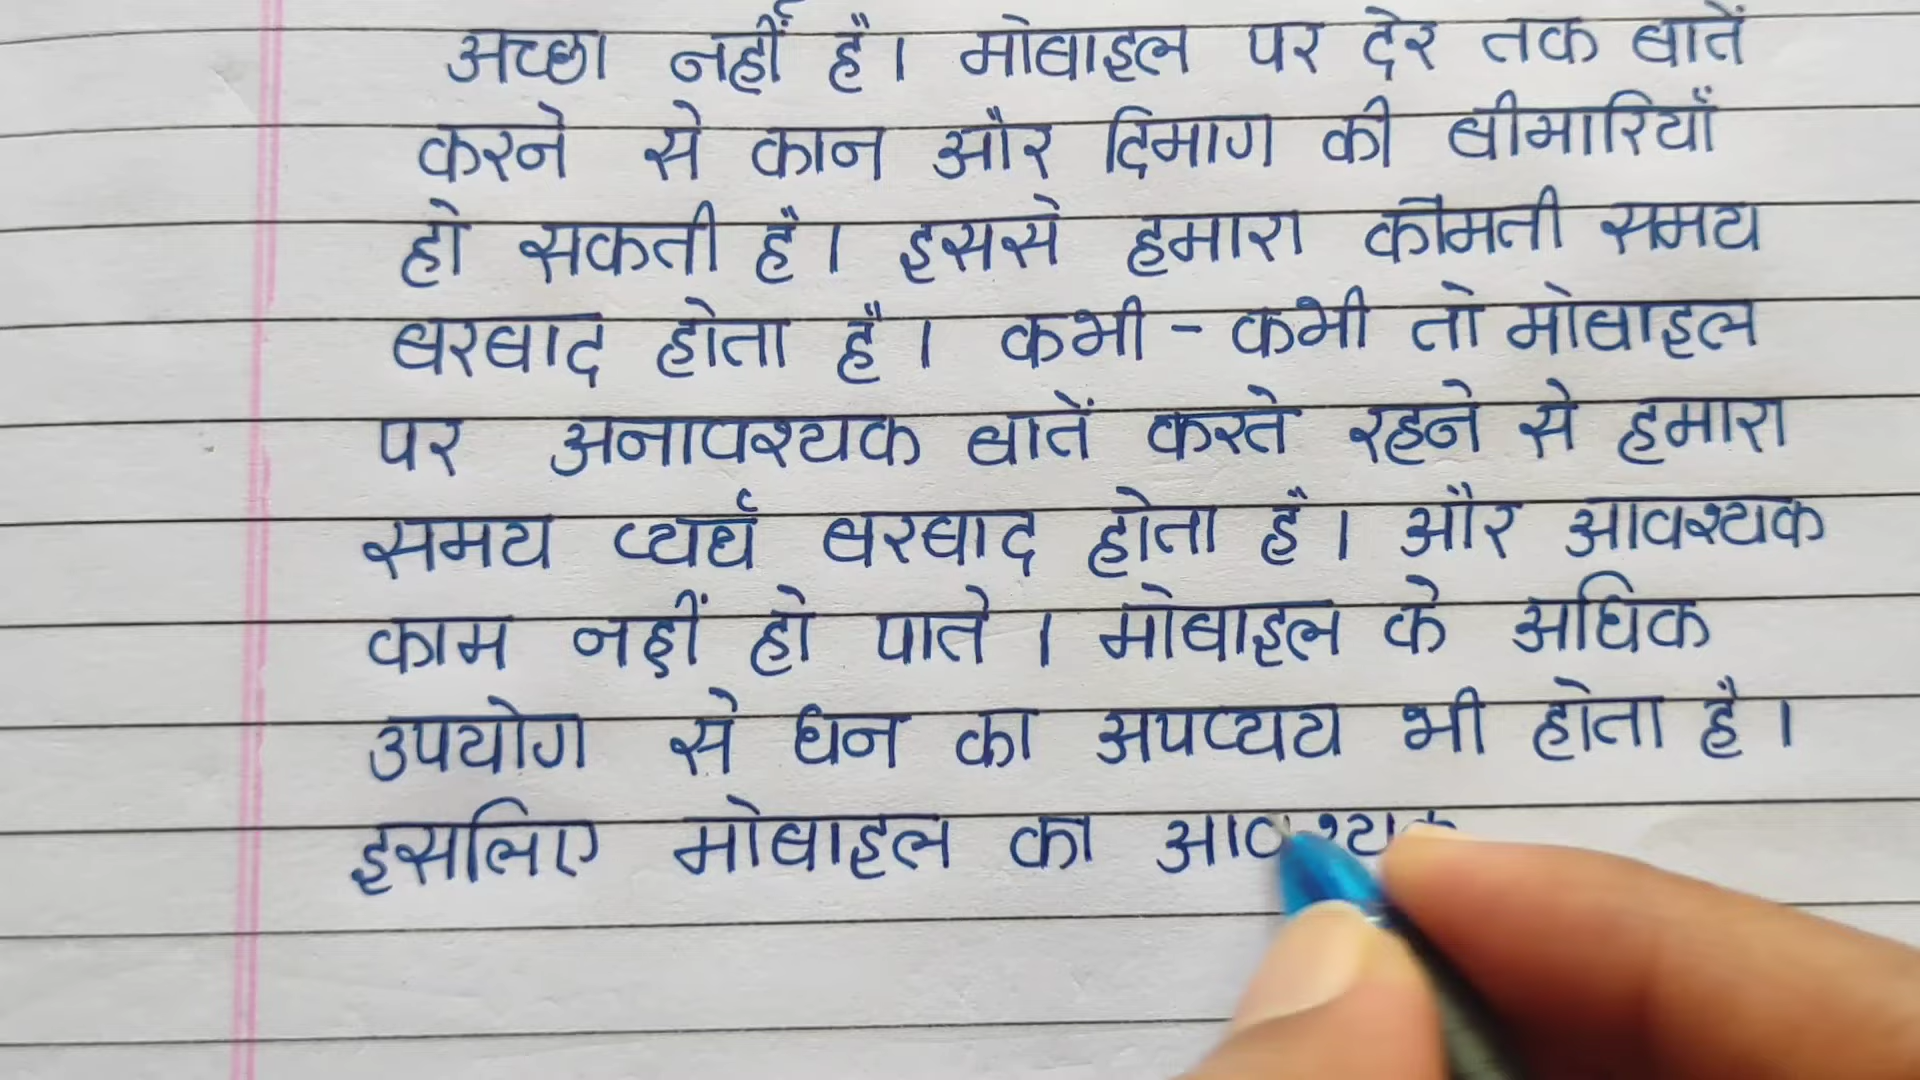 अच्छा नहीं है। मोबाइल पर देर तक बातें
करने से कान और दिमाग की बीमारियाँ
हो सकती है। इससे हमारा कीमती समय
बरबाद होता है। कभी - कभी तो मोबाइल
पर अनावश्यक बातें करते रहने से हमारा
समय व्यर्थ बरबाद होता है। और आवश्यक
काम नहीं हो पाते। मोबाइल के अधिक
उपयोग से धन का अपव्यय भी होता है।
इसलिए मोबाइल का